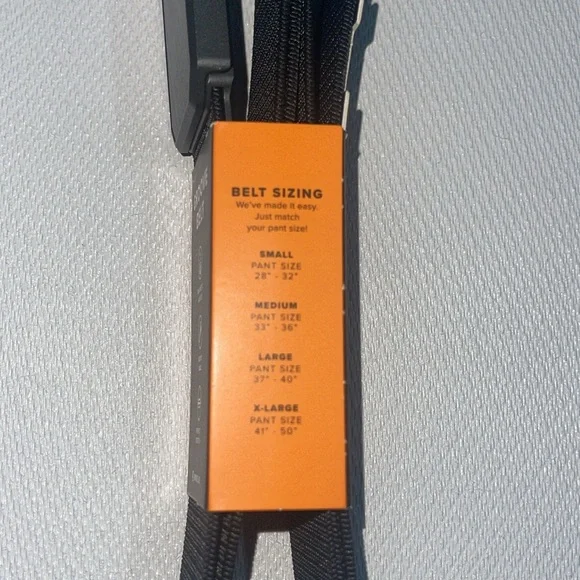 BELT SIZING
We've made it easy.
Just match
your pant size!
SMALL
PANT SIZE
28" - 32"
MEDIUM
PANT SIZE
33" - 36"
LARGE
PANT SIZE
37" - 40"
X-LARGE
PANT SIZE
41" - 50"